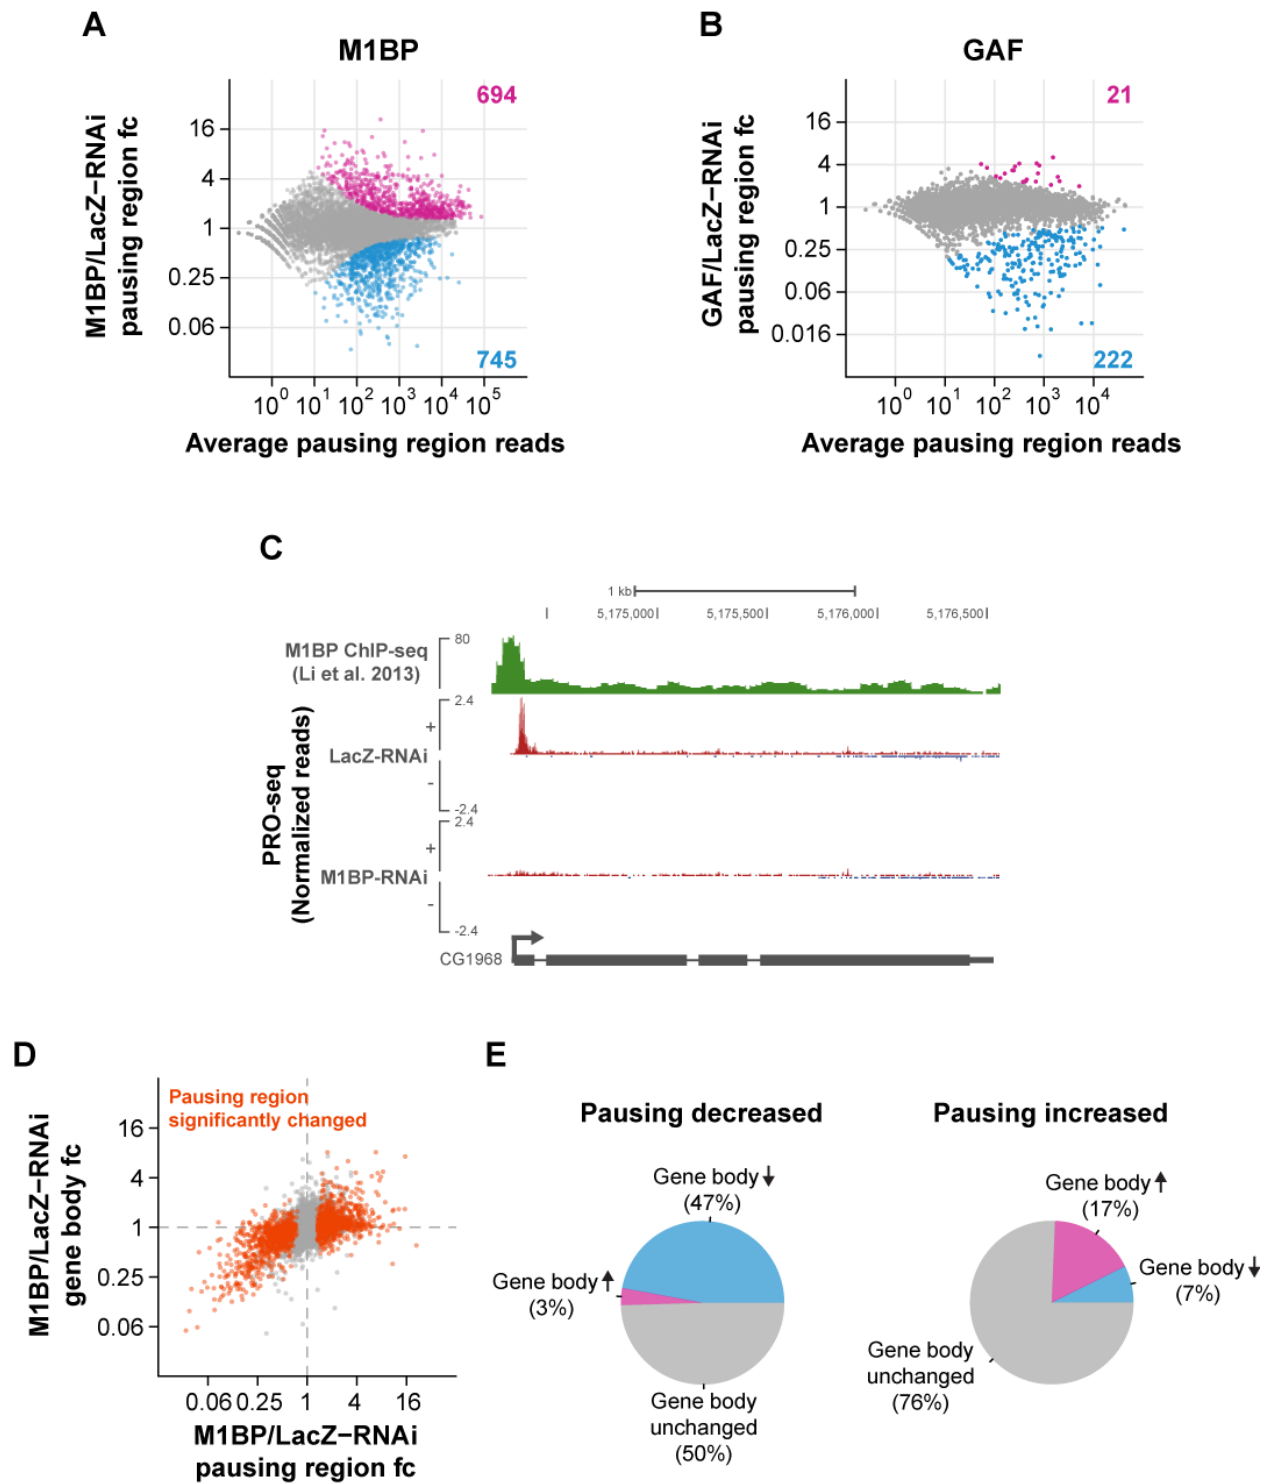 A
M1BP
694
M1BP/LacZ−RNAi
pausing region fc
16
4
1
0.25
0.06
745
10⁰ 10¹ 10² 10³ 10⁴ 10⁵
Average pausing region reads
B
GAF
21
GAF/LacZ−RNAi
pausing region fc
16
4
1
0.25
0.06
0.016
222
10⁰ 10¹ 10² 10³ 10⁴
Average pausing region reads
C
1 kb
5,175,000 5,175,500 5,176,000 5,176,500
M1BP ChIP-seq
(Li et al. 2013)
80
PRO-seq
(Normalized reads)
2.4
+
LacZ-RNAi
-
-2.4
2.4
+
M1BP-RNAi
-
-2.4
CG1968
D
Pausing region
significantly changed
M1BP/LacZ−RNAi
gene body fc
16
4
1
0.25
0.06
0.06 0.25 1 4 16
M1BP/LacZ−RNAi
pausing region fc
E
Pausing decreased
Gene body ↓
(47%)
Gene body ↑
(3%)
Gene body
unchanged
(50%)
Pausing increased
Gene body ↑
(17%)
Gene body ↓
(7%)
Gene body
unchanged
(76%)